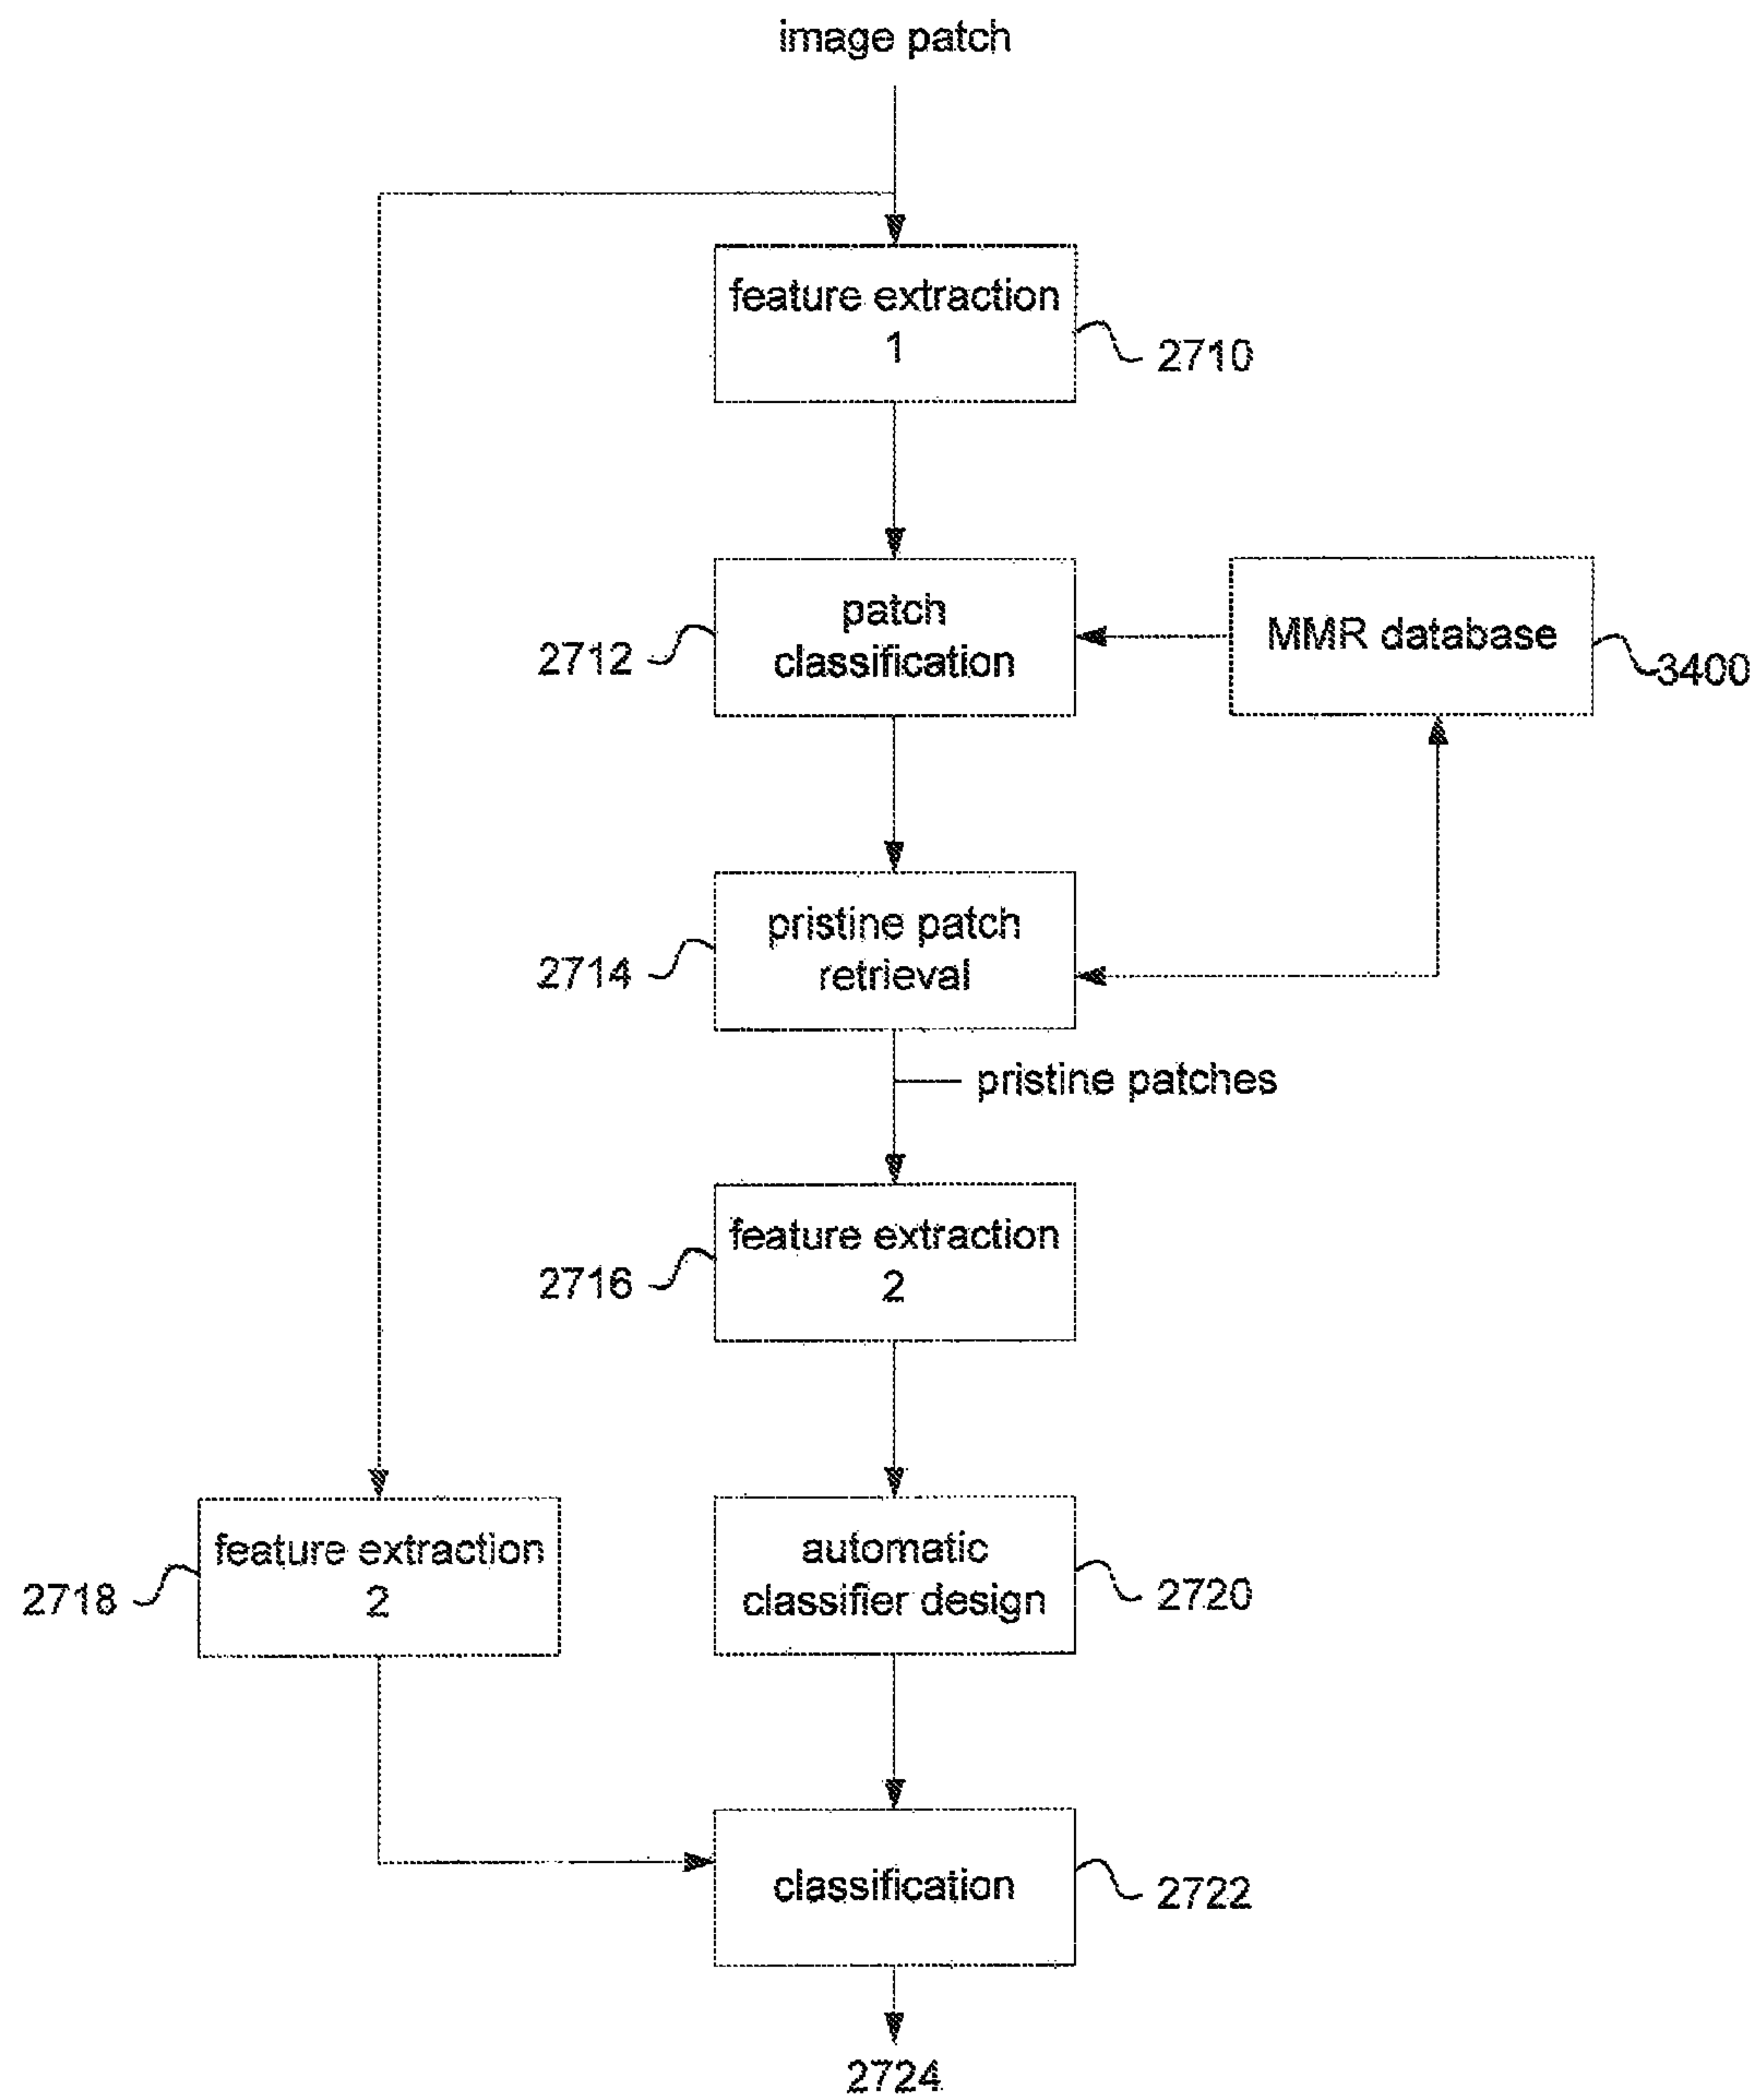 image patch
feature extraction
1
2710
patch
classification
2712
MMR database
3400
pristine patch
retrieval
2714
pristine patches
feature extraction
2
2716
feature extraction
2
2718
automatic
classifier design
2720
classification
2722
2724